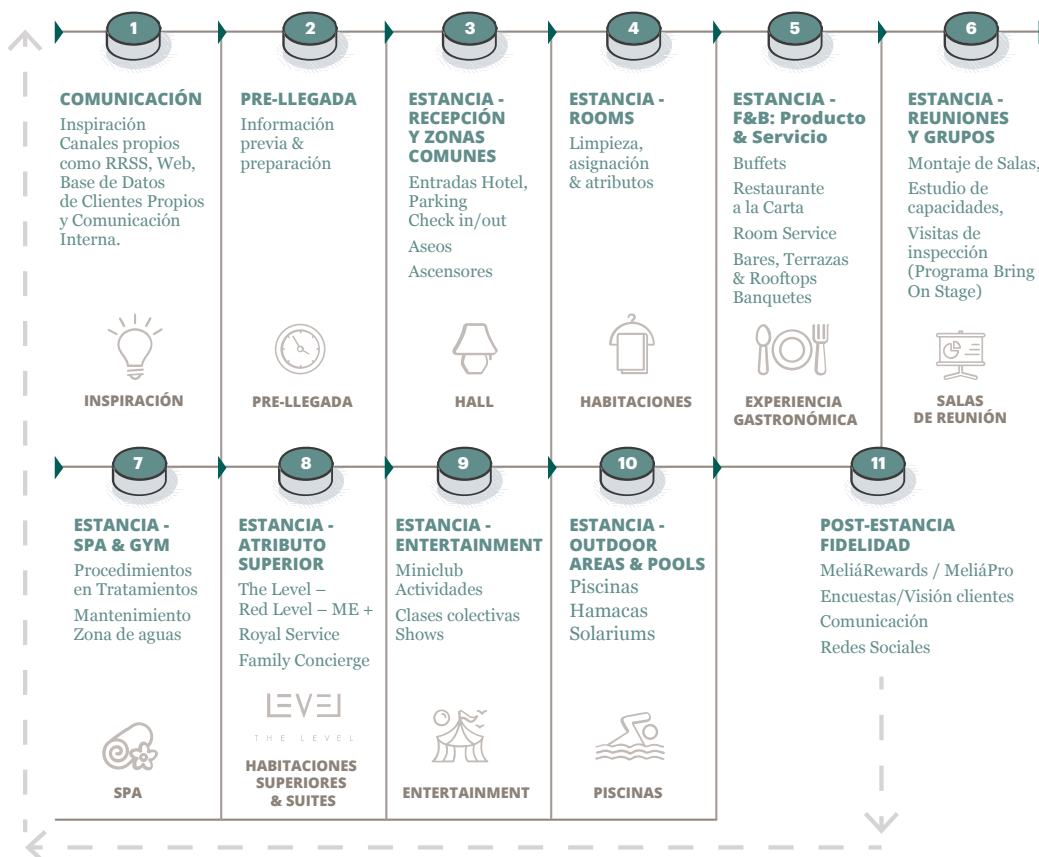 1
COMUNICACIÓN
Inspiración
Canales propios
como RRSS, Web,
Base de Datos
de Clientes Propios
y Comunicación
Interna.
INSPIRACIÓN
2
PRE-LLEGADA
Información
previa &
preparación
PRE-LLEGADA
3
ESTANCIA -
RECEPCIÓN
Y ZONAS
COMUNES
Entradas Hotel,
Parking
Check in/out
Aseos
Ascensores
HALL
4
ESTANCIA -
ROOMS
Limpieza,
asignación
& atributos
HABITACIONES
5
ESTANCIA -
F&B: Producto
& Servicio
Buffets
Restaurante
a la Carta
Room Service
Bares, Terrazas
& Rooftops
Banquetes
EXPERIENCIA
GASTRONÓMICA
6
ESTANCIA -
REUNIONES
Y GRUPOS
Montaje de Salas,
Estudio de
capacidades,
Visitas de
inspección
(Programa Bring
On Stage)
SALAS
DE REUNIÓN
7
ESTANCIA -
SPA & GYM
Procedimientos
en Tratamientos
Mantenimiento
Zona de aguas
SPA
8
ESTANCIA -
ATRIBUTO
SUPERIOR
The Level –
Red Level – ME +
Royal Service
Family Concierge
LEVEL
THE LEVEL
HABITACIONES
SUPERIORES
& SUITES
9
ESTANCIA -
ENTERTAINMENT
Miniclub
Actividades
Clases colectivas
Shows
ENTERTAINMENT
10
ESTANCIA -
OUTDOOR
AREAS & POOLS
Piscinas
Hamacas
Solariums
PISCINAS
11
POST-ESTANCIA
FIDELIDAD
MeliáRewards / MeliáPro
Encuestas/Visión clientes
Comunicación
Redes Sociales